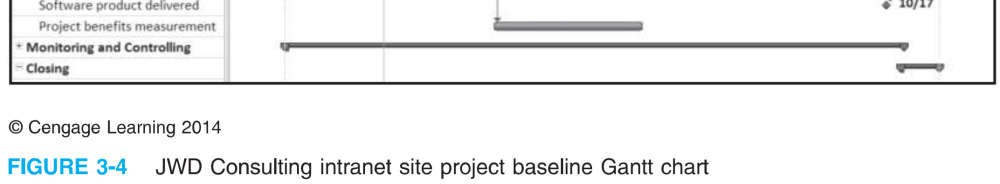 Software product delivered
10/17
Project benefits measurement
Monitoring and Controlling
Closing
© Cengage Learning 2014
FIGURE 3-4 JWD Consulting intranet site project baseline Gantt chart